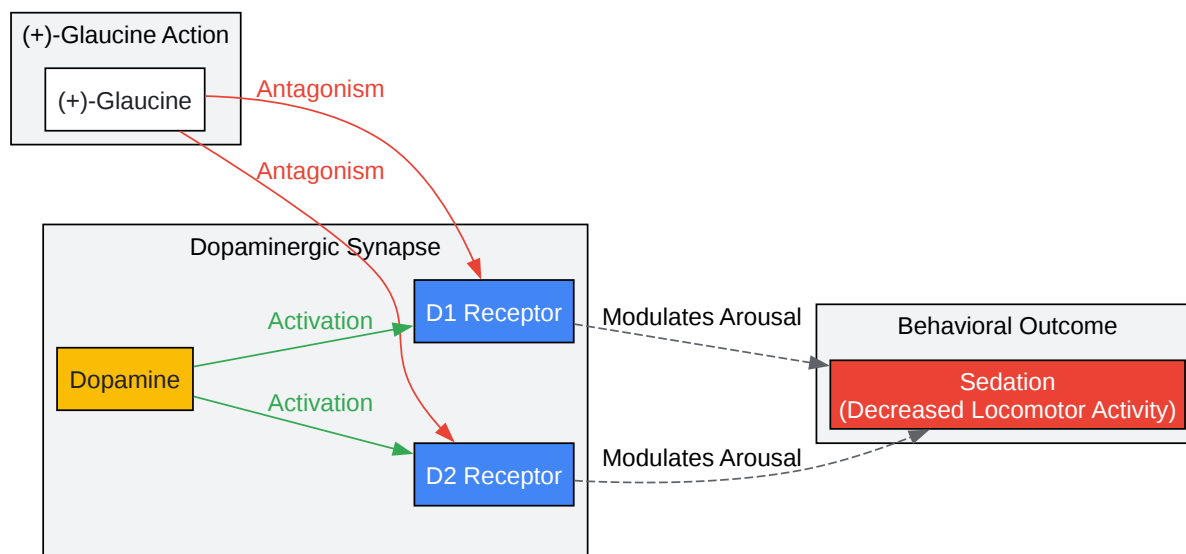 (+)-Glaucine Action
(+)-Glaucine
Antagonism
Antagonism
Dopaminergic Synapse
D1 Receptor
Activation
Dopamine
Activation
D2 Receptor
Modulates Arousal
Modulates Arousal
Behavioral Outcome
Sedation
(Decreased Locomotor Activity)